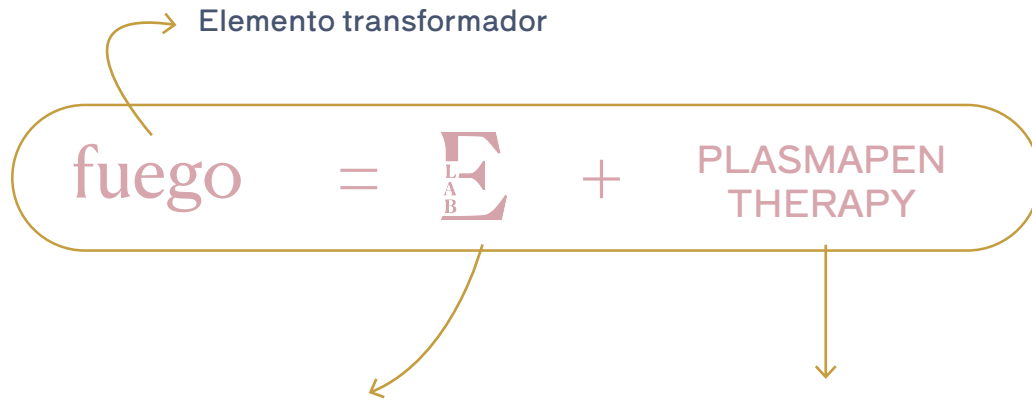 Elemento transformador
fuego = E LAB + PLASMAPEN
THERAPY